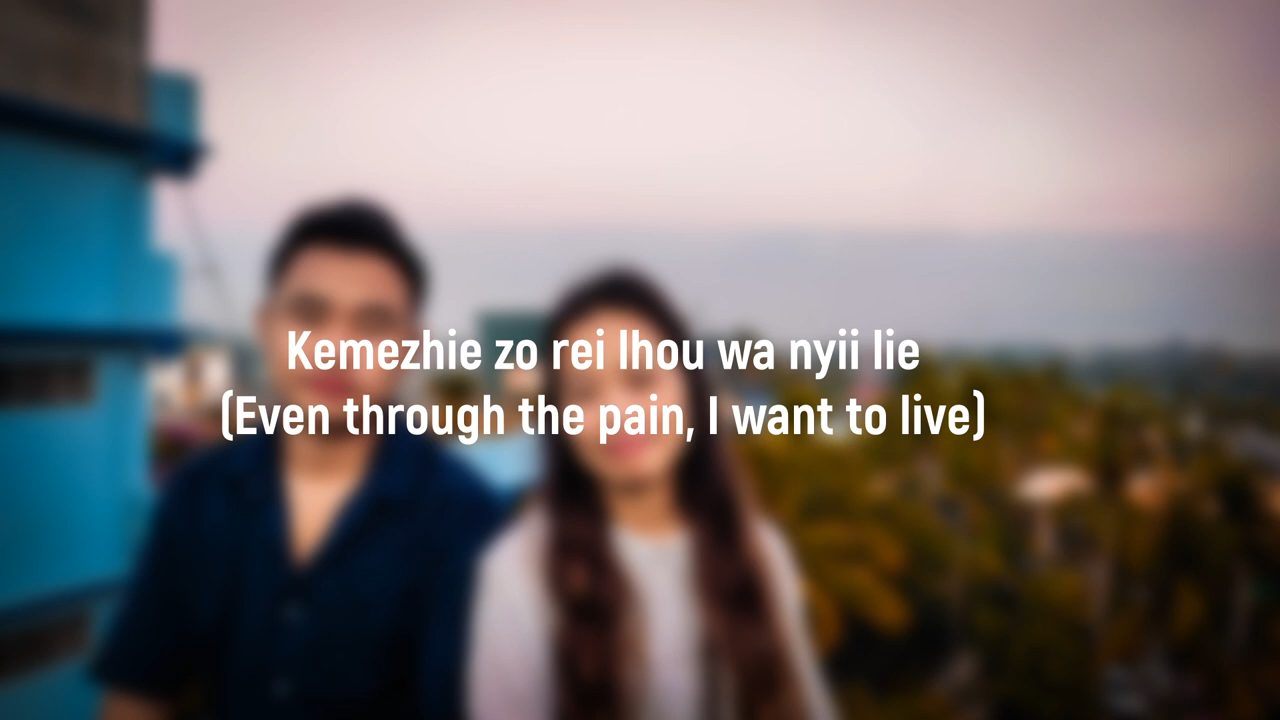 Kemezhie zo rei lhou wa nyii lie
(Even through the pain, I want to live)